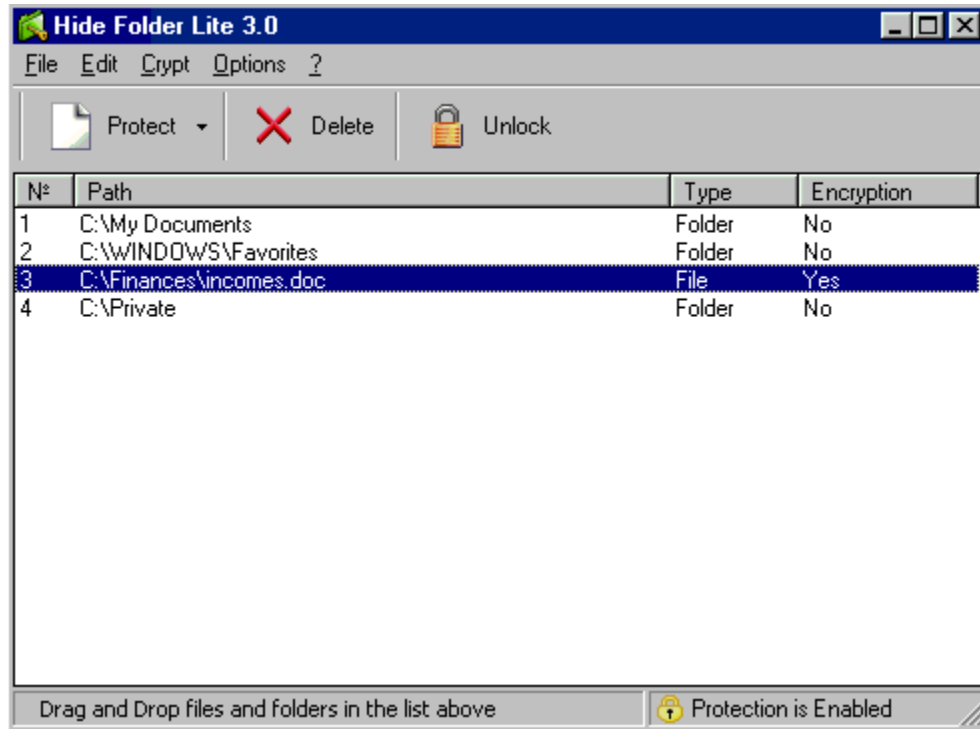 Hide Folder Lite 3.0
File Edit Crypt Options ?
Protect Delete Unlock
Nº Path Type Encryption
1 C:\My Documents Folder No
2 C:\WINDOWS\Favorites Folder No
3 C:\Finances\incomes.doc File Yes
4 C:\Private Folder No
Drag and Drop files and folders in the list above Protection is Enabled